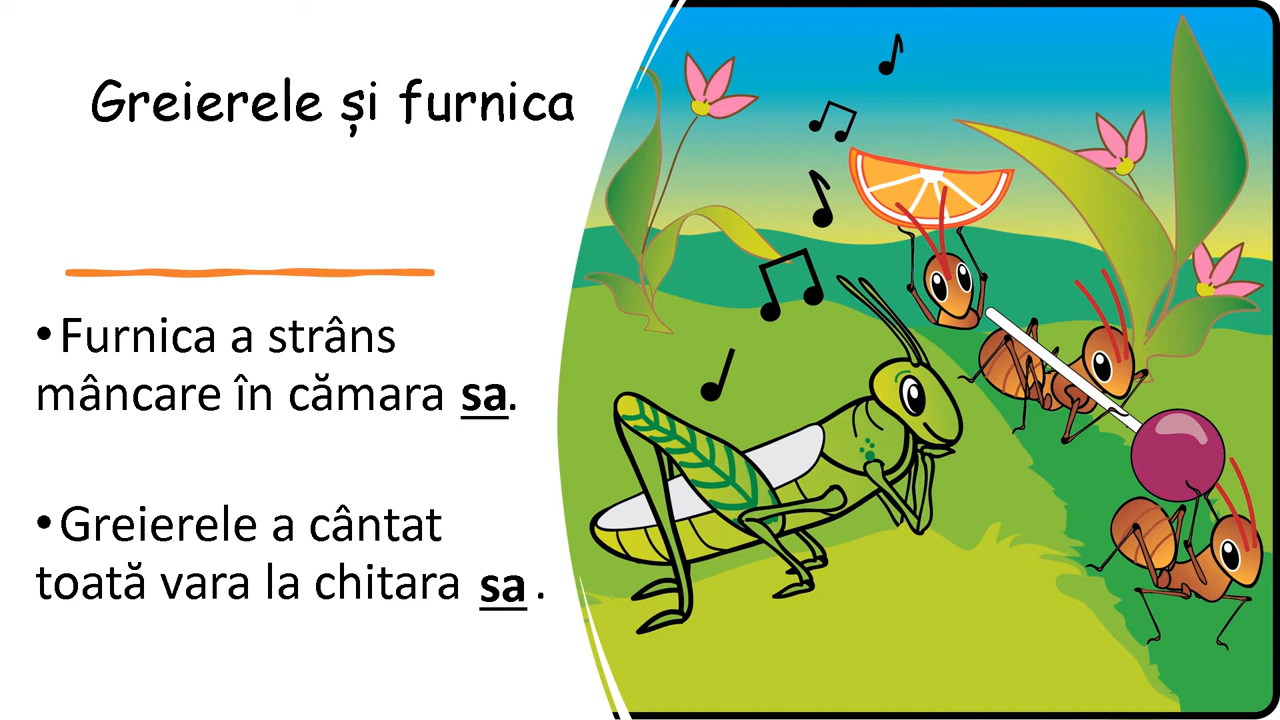 Greierele și furnica
•Furnica a strâns
mâncare în cămara sa.
•Greierele a cântat
toată vara la chitara sa .